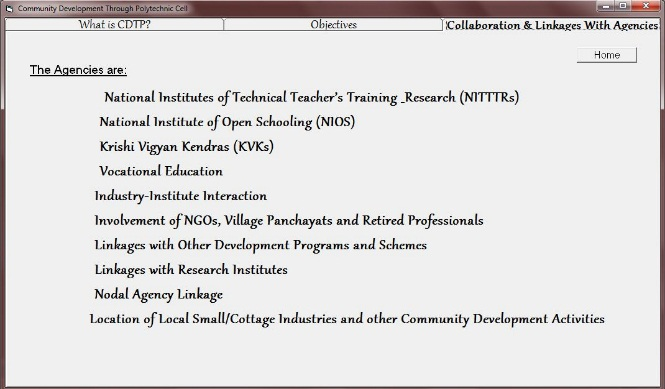 Community Development Through Polytechnic Cell
What is CDTP?
Objectives
Collaboration & Linkages With Agencies
Home
The Agencies are:
National Institutes of Technical Teacher's Training _Research (NITTTRs)
National Institute of Open Schooling (NIOS)
Krishi Vigyan Kendras (KVKs)
Vocational Education
Industry-Institute Interaction
Involvement of NGOs, Village Panchayats and Retired Professionals
Linkages with Other Development Programs and Schemes
Linkages with Research Institutes
Nodal Agency Linkage
Location of Local Small/Cottage Industries and other Community Development Activities